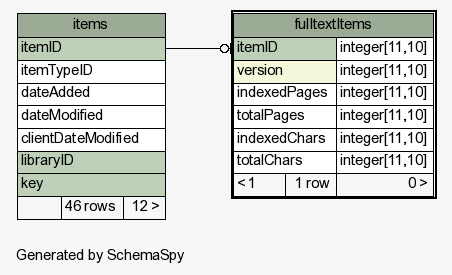 items
itemID
itemTypeID
dateAdded
dateModified
clientDateModified
libraryID
key
46 rows 12 >
fulltextItems
itemID integer[11,10]
version integer[11,10]
indexedPages integer[11,10]
totalPages integer[11,10]
indexedChars integer[11,10]
totalChars integer[11,10]
< 1 1 row 0 >
Generated by SchemaSpy